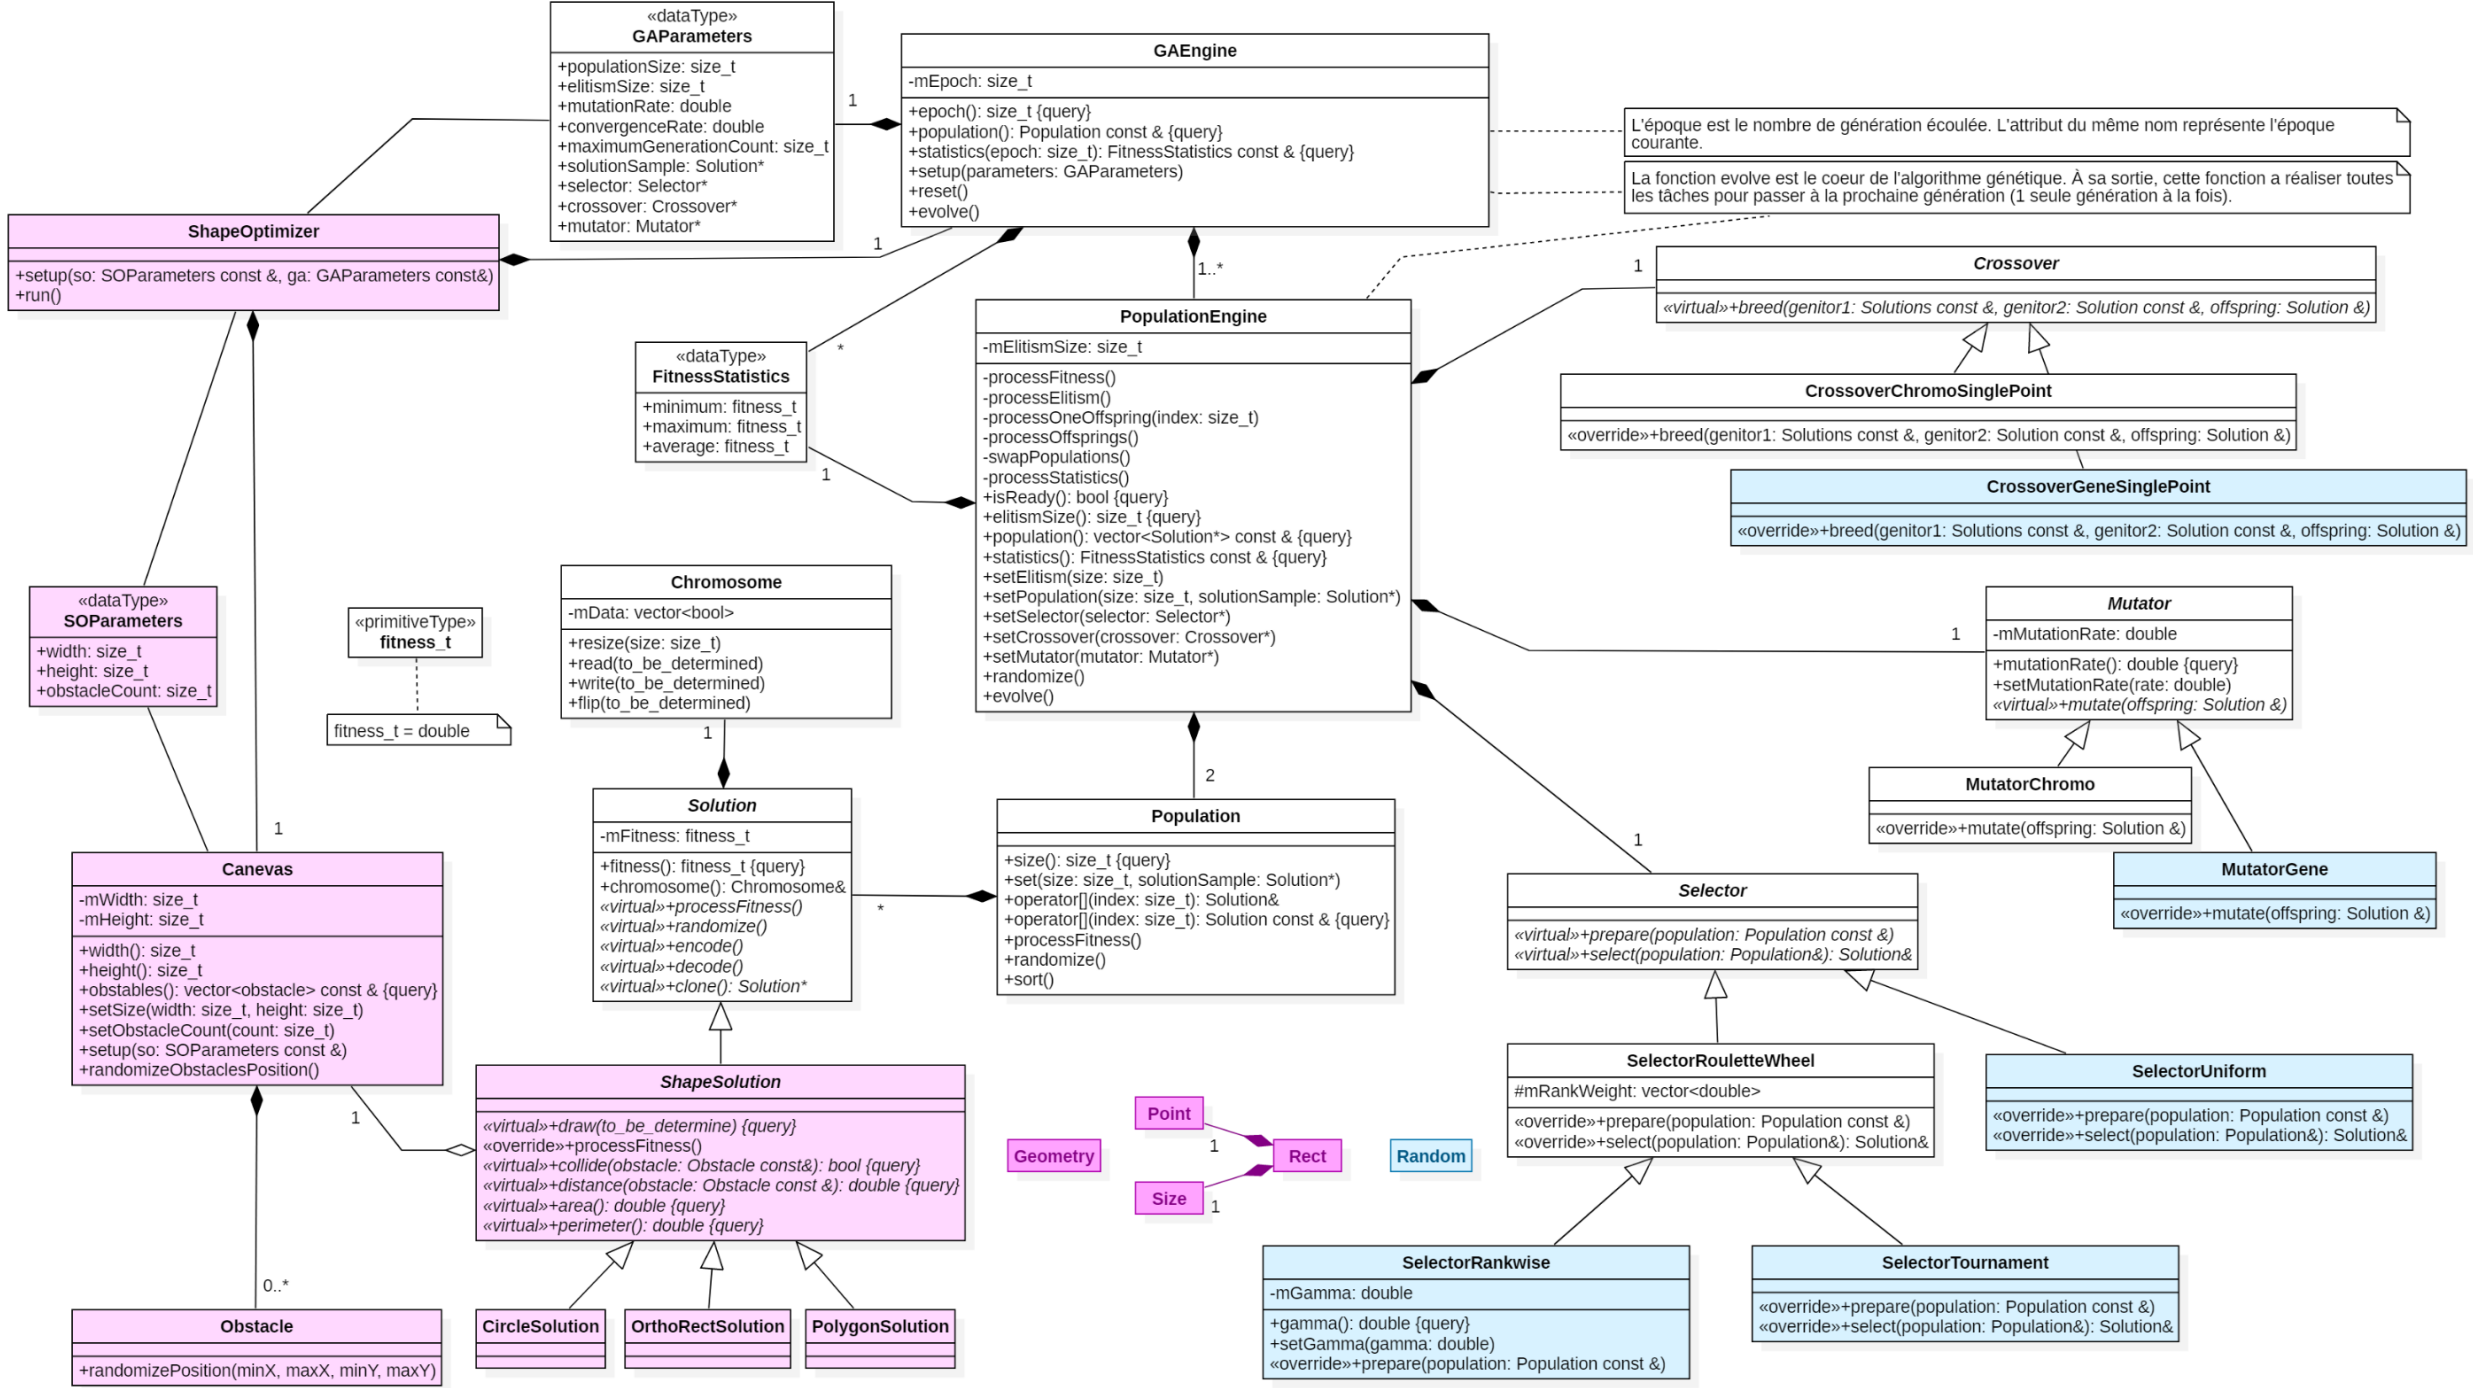 «dataType»
GAParameters
+populationSize: size_t
+elitismSize: size_t
+mutationRate: double
+convergenceRate: double
+maximumGenerationCount: size_t
+solutionSample: Solution*
+selector: Selector*
+crossover: Crossover*
+mutator: Mutator*
1
GAEngine
-mEpoch: size_t
+epoch(): size_t {query}
+population(): Population const & {query}
+statistics(epoch: size_t): FitnessStatistics const & {query}
+setup(parameters: GAParameters)
+reset()
+evolve()
L'époque est le nombre de génération écoulée. L'attribut du même nom représente l'époque
courante.
La fonction evolve est le coeur de l'algorithme génétique. À sa sortie, cette fonction a réaliser toutes
les tâches pour passer à la prochaine génération (1 seule génération à la fois).
ShapeOptimizer
+setup(so: SOParameters const &, ga: GAParameters const&)
+run()
1
1..*
*
1
Crossover
«virtual»+breed(genitor1: Solutions const &, genitor2: Solution const &, offspring: Solution &)
CrossoverChromoSinglePoint
«override»+breed(genitor1: Solutions const &, genitor2: Solution const &, offspring: Solution &)
CrossoverGeneSinglePoint
«override»+breed(genitor1: Solutions const &, genitor2: Solution const &, offspring: Solution &)
«dataType»
FitnessStatistics
+minimum: fitness_t
+maximum: fitness_t
+average: fitness_t
1
PopulationEngine
-mElitismSize: size_t
-processFitness()
-processElitism()
-processOneOffspring(index: size_t)
-processOffsprings()
-swapPopulations()
-processStatistics()
+isReady(): bool {query}
+elitismSize(): size_t {query}
+population(): vector<Solution*> const & {query}
+statistics(): FitnessStatistics const & {query}
+setElitism(size: size_t)
+setPopulation(size: size_t, solutionSample: Solution*)
+setSelector(selector: Selector*)
+setCrossover(crossover: Crossover*)
+setMutator(mutator: Mutator*)
+randomize()
+evolve()
«dataType»
SOParameters
+width: size_t
+height: size_t
+obstacleCount: size_t
«primitiveType»
fitness_t
fitness_t = double
Chromosome
-mData: vector<bool>
+resize(size: size_t)
+read(to_be_determined)
+write(to_be_determined)
+flip(to_be_determined)
1
1
Mutator
-mMutationRate: double
+mutationRate(): double {query}
+setMutationRate(rate: double)
«virtual»+mutate(offspring: Solution &)
MutatorChromo
«override»+mutate(offspring: Solution &)
MutatorGene
«override»+mutate(offspring: Solution &)
1
Canevas
-mWidth: size_t
-mHeight: size_t
+width(): size_t
+height(): size_t
+obstables(): vector<obstacle> const & {query}
+setSize(width: size_t, height: size_t)
+setObstacleCount(count: size_t)
+setup(so: SOParameters const &)
+randomizeObstaclesPosition()
Solution
-mFitness: fitness_t
+fitness(): fitness_t {query}
+chromosome(): Chromosome&
«virtual»+processFitness()
«virtual»+randomize()
«virtual»+encode()
«virtual»+decode()
«virtual»+clone(): Solution*
*
2
Population
+size(): size_t {query}
+set(size: size_t, solutionSample: Solution*)
+operator[](index: size_t): Solution&
+operator[](index: size_t): Solution const & {query}
+processFitness()
+randomize()
+sort()
1
Selector
«virtual»+prepare(population: Population const &)
«virtual»+select(population: Population&): Solution&
SelectorRouletteWheel
#mRankWeight: vector<double>
«override»+prepare(population: Population const &)
«override»+select(population: Population&): Solution&
SelectorUniform
«override»+prepare(population: Population const &)
«override»+select(population: Population&): Solution&
1
ShapeSolution
«virtual»+draw(to_be_determine) {query}
«override»+processFitness()
«virtual»+collide(obstacle: Obstacle const&): bool {query}
«virtual»+distance(obstacle: Obstacle const &): double {query}
«virtual»+area(): double {query}
«virtual»+perimeter(): double {query}
Geometry
Point
1
Size
1
Rect
Random
0..*
Obstacle
+randomizePosition(minX, maxX, minY, maxY)
CircleSolution
OrthoRectSolution
PolygonSolution
SelectorRankwise
-mGamma: double
+gamma(): double {query}
+setGamma(gamma: double)
«override»+prepare(population: Population const &)
SelectorTournament
«override»+prepare(population: Population const &)
«override»+select(population: Population&): Solution&